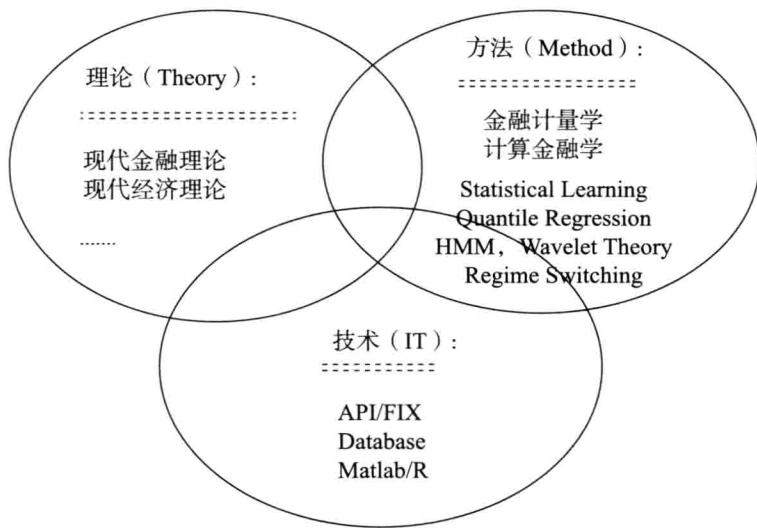 理论（Theory）:
现代金融理论
现代经济理论
......
方法（Method）:
金融计量学
计算金融学
Statistical Learning
Quantile Regression
HMM，Wavelet Theory
Regime Switching
技术（IT）:
API/FIX
Database
Matlab/R